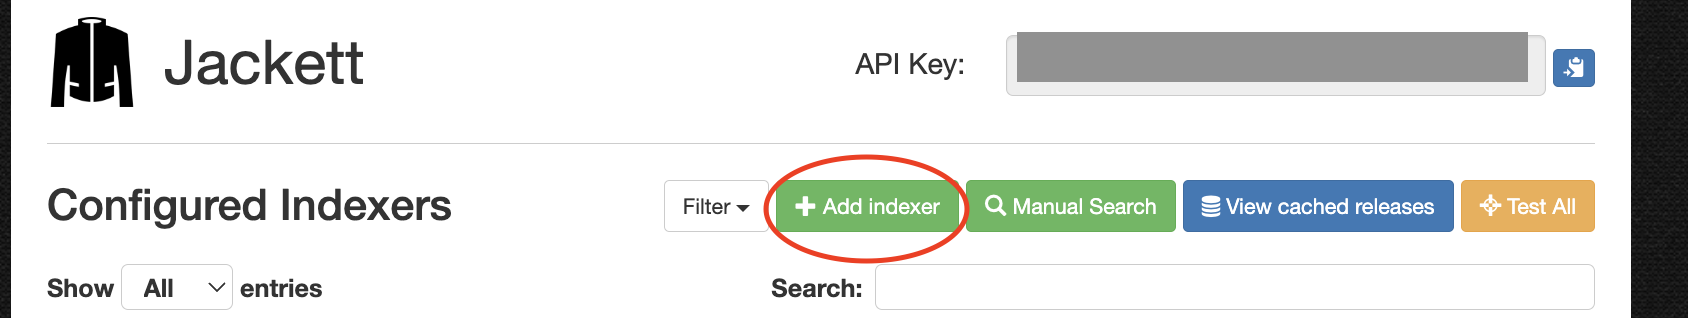 Jackett
API Key:
Configured Indexers
Filter
Add indexer
Manual Search
View cached releases
Test All
Show All entries
Search: